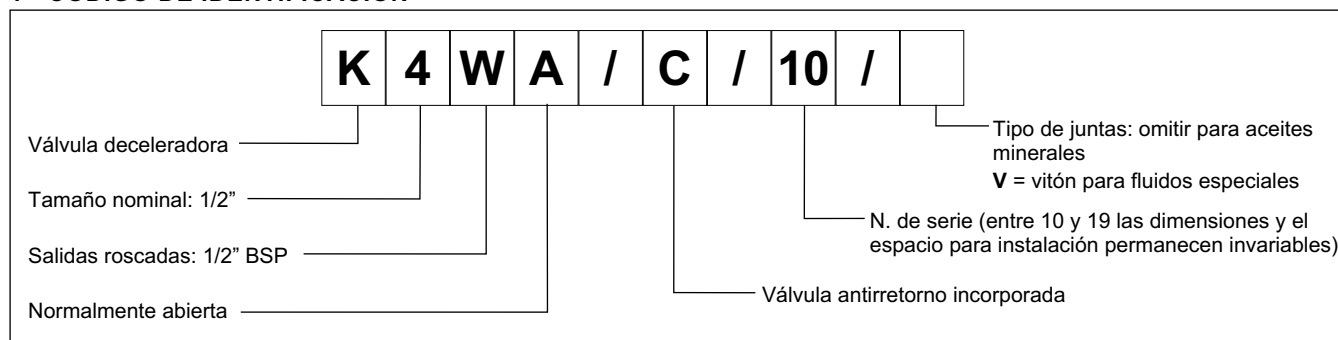 K 4 W A / C / 10 /
Válvula deceleradora
Tamaño nominal: 1/2”
Salidas roscadas: 1/2” BSP
Normalmente abierta
Tipo de juntas: omitir para aceites
minerales
V = vitón para fluidos especiales
N. de serie (entre 10 y 19 las dimensiones y el
espacio para instalación permanecen invariables)
Válvula antirretorno incorporada